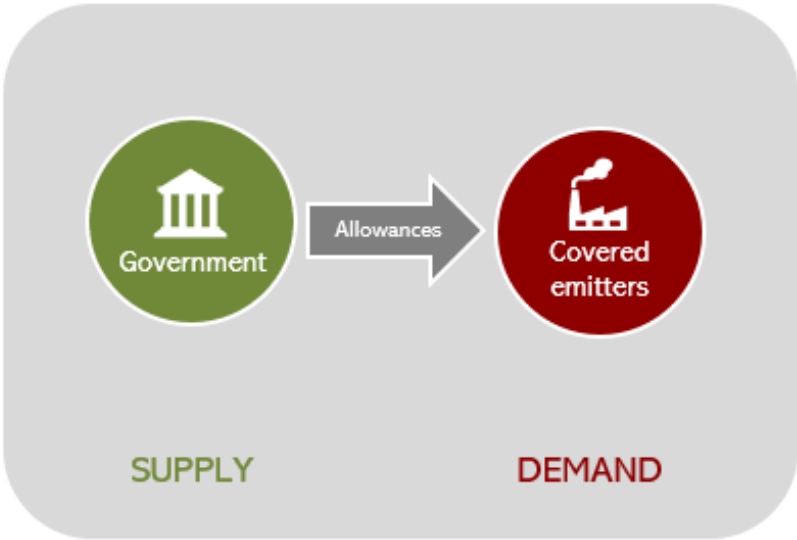 Government
Allowances
Covered
emitters
SUPPLY
DEMAND